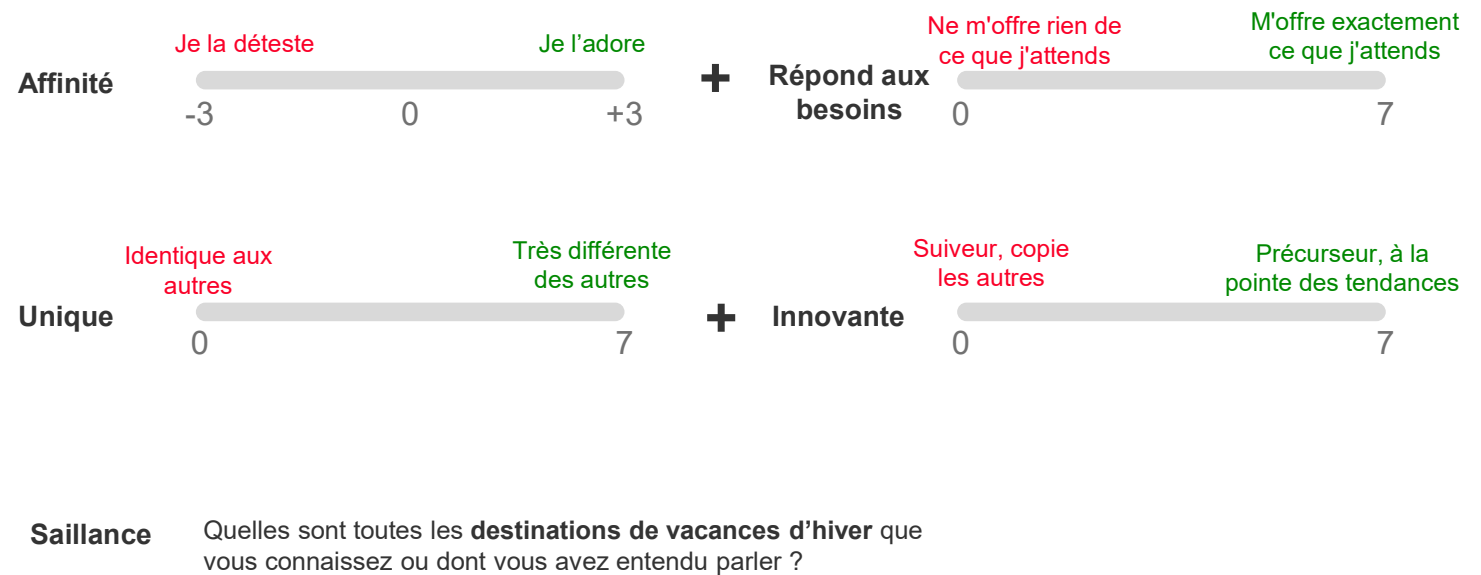 Je la déteste
Je l’adore
Affinité
-3
0
+3
+
Ne m'offre rien de
ce que j'attends
M'offre exactement
ce que j'attends
Répond aux
besoins
0
7
Identique aux
autres
Très différente
des autres
Unique
0
7
+
Suiveur, copie
les autres
Précurseur, à la
pointe des tendances
Innovante
0
7
Saillance
Quelles sont toutes les destinations de vacances d’hiver que
vous connaissez ou dont vous avez entendu parler ?